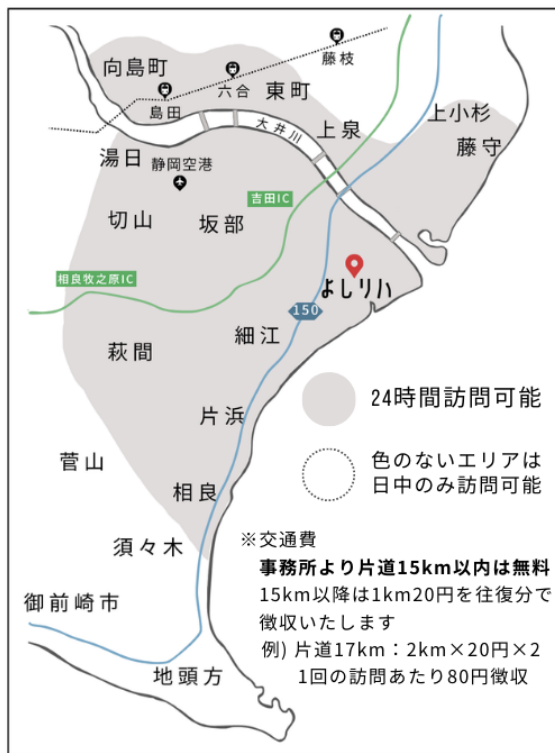 藤枝
向島町
六合
島田
東町
大井川
上泉
上小杉
藤守
湯日
静岡空港
吉田IC
切山
坂部
相良牧之原IC
よしリハ
150
細江
萩間
24時間訪問可能
片浜
色のないエリアは
日中のみ訪問可能
菅山
相良
須々木
※交通費
事務所より片道15km以内は無料
15km以降は1km20円を往復分で
徴収いたします
例) 片道17km：2km×20円×2
1回の訪問あたり80円徴収
御前崎市
地頭方